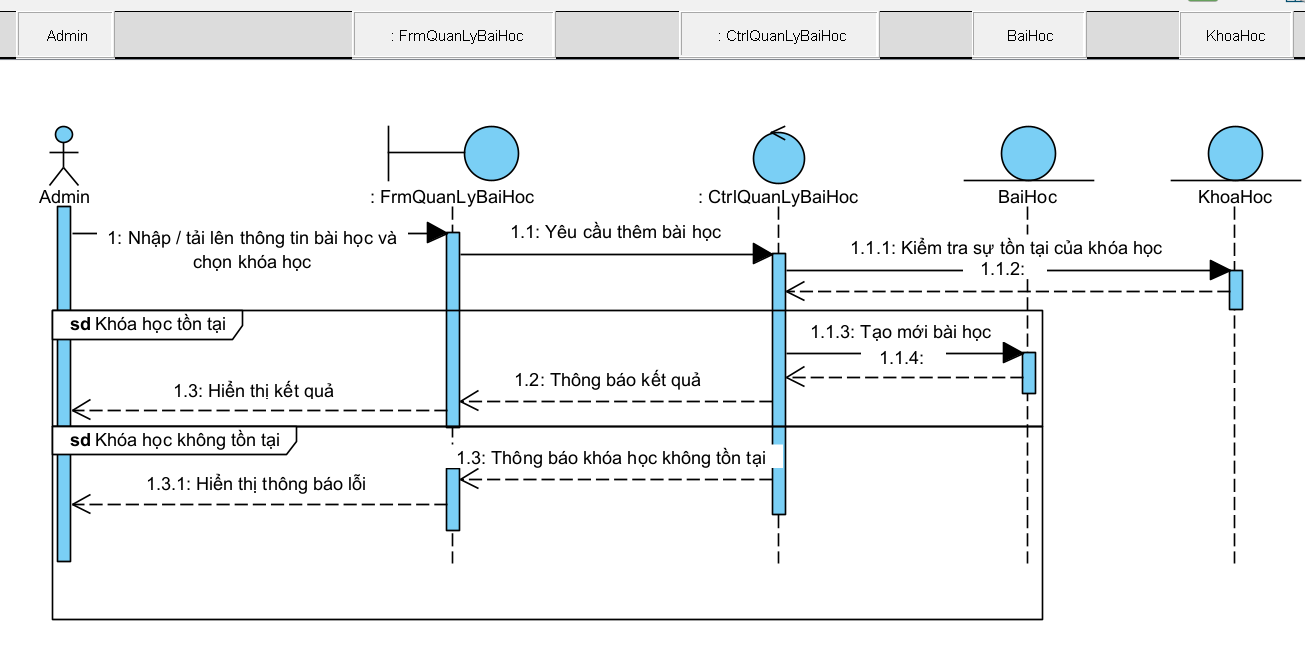 Admin
: FrmQuanLyBaiHoc
: CtrlQuanLyBaiHoc
BaiHoc
KhoaHoc
Admin
: FrmQuanLyBaiHoc
: CtrlQuanLyBaiHoc
BaiHoc
KhoaHoc
1: Nhập / tải lên thông tin bài học và
chọn khóa học
1.1: Yêu cầu thêm bài học
1.1.1: Kiểm tra sự tồn tại của khóa học
1.1.2:
sd Khóa học tồn tại
1.1.3: Tạo mới bài học
1.1.4:
1.2: Thông báo kết quả
1.3: Hiển thị kết quả
sd Khóa học không tồn tại
1.3: Thông báo khóa học không tồn tại
1.3.1: Hiển thị thông báo lỗi